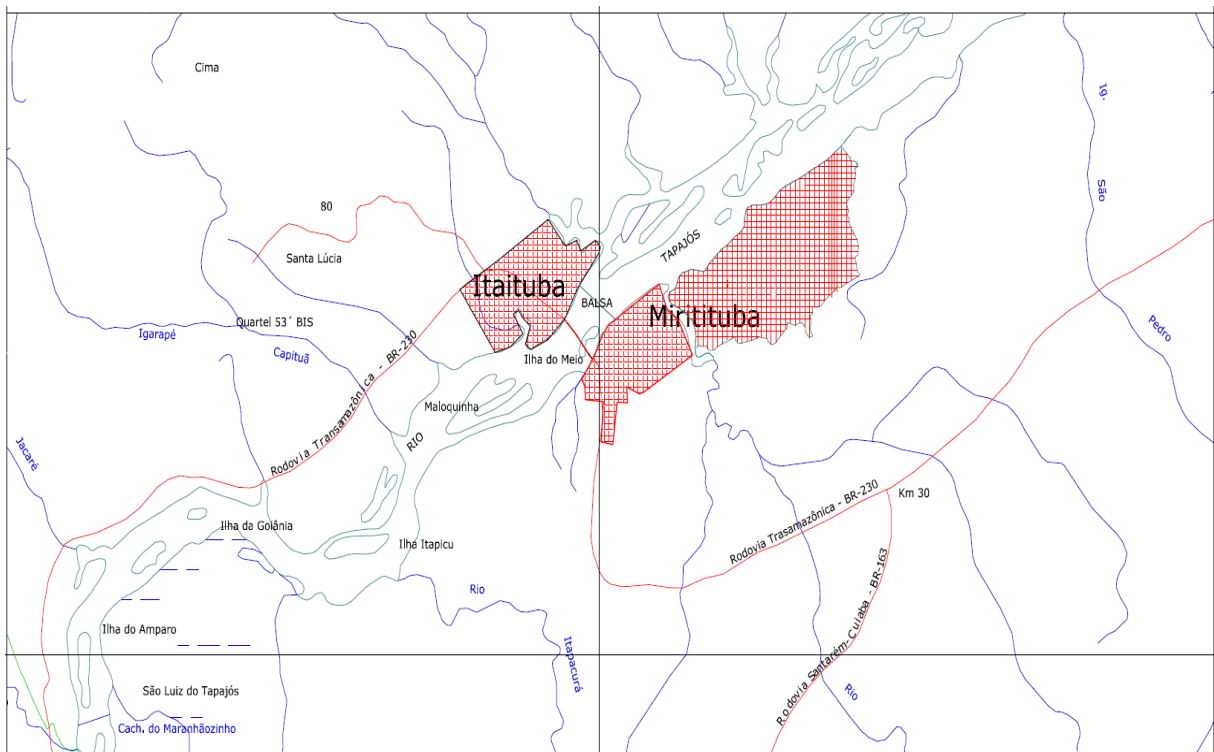 Cima
Ig.
São
Pedro
80
Santa Lúcia
TAPAJÓS
Itaituba
BALSA
Miritituba
Quartel 53´ BIS
Igarapé
Capituã
Ilha do Meio
Rodovia Transamazônica - BR-230
Maloquinha
RIO
Jacaré
Rodovia Trasamazônica - BR-230
Km 30
Ilha da Golânia
Ilha Itapicu
Rodovia Santarém-Cuiaba - BR-163
Rio
Itapacurá
Ilha do Amparo
São Luiz do Tapajós
Rio
Cach. do Maranhãozinho